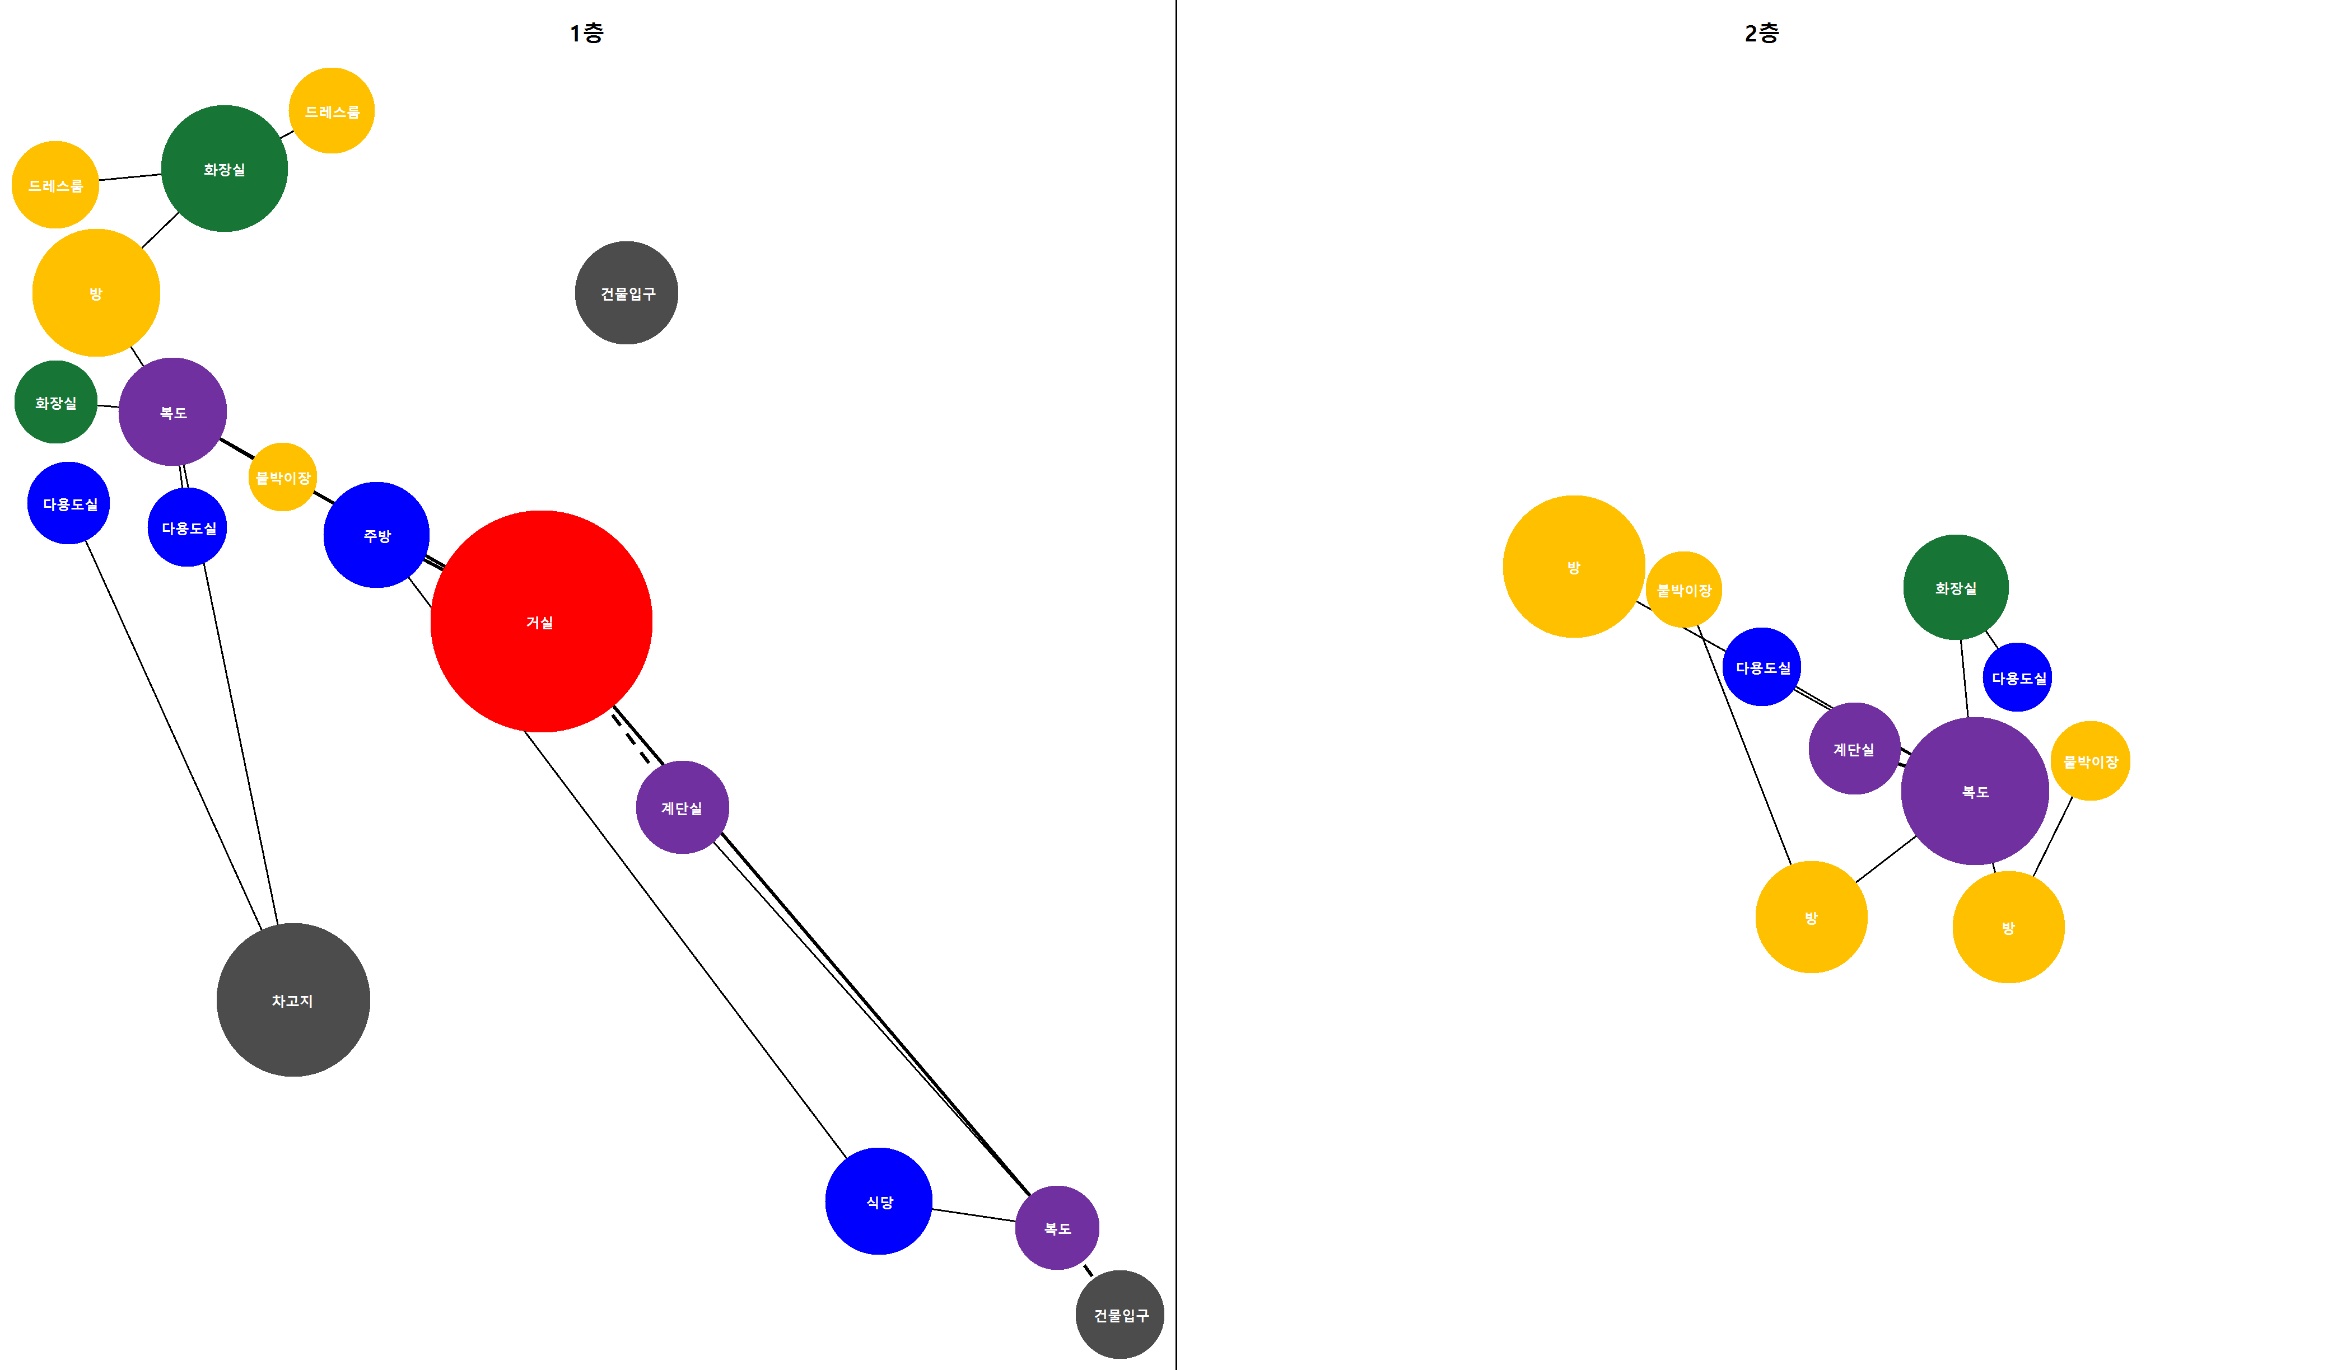 1층
드레스룸
화장실
드레스룸
방
건물입구
화장실
복도
붙박이장
다용도실
다용도실
주방
거실
계단실
차고지
식당
복도
건물입구
2층
방
붙박이장
화장실
다용도실
다용도실
계단실
붙박이장
복도
방
방